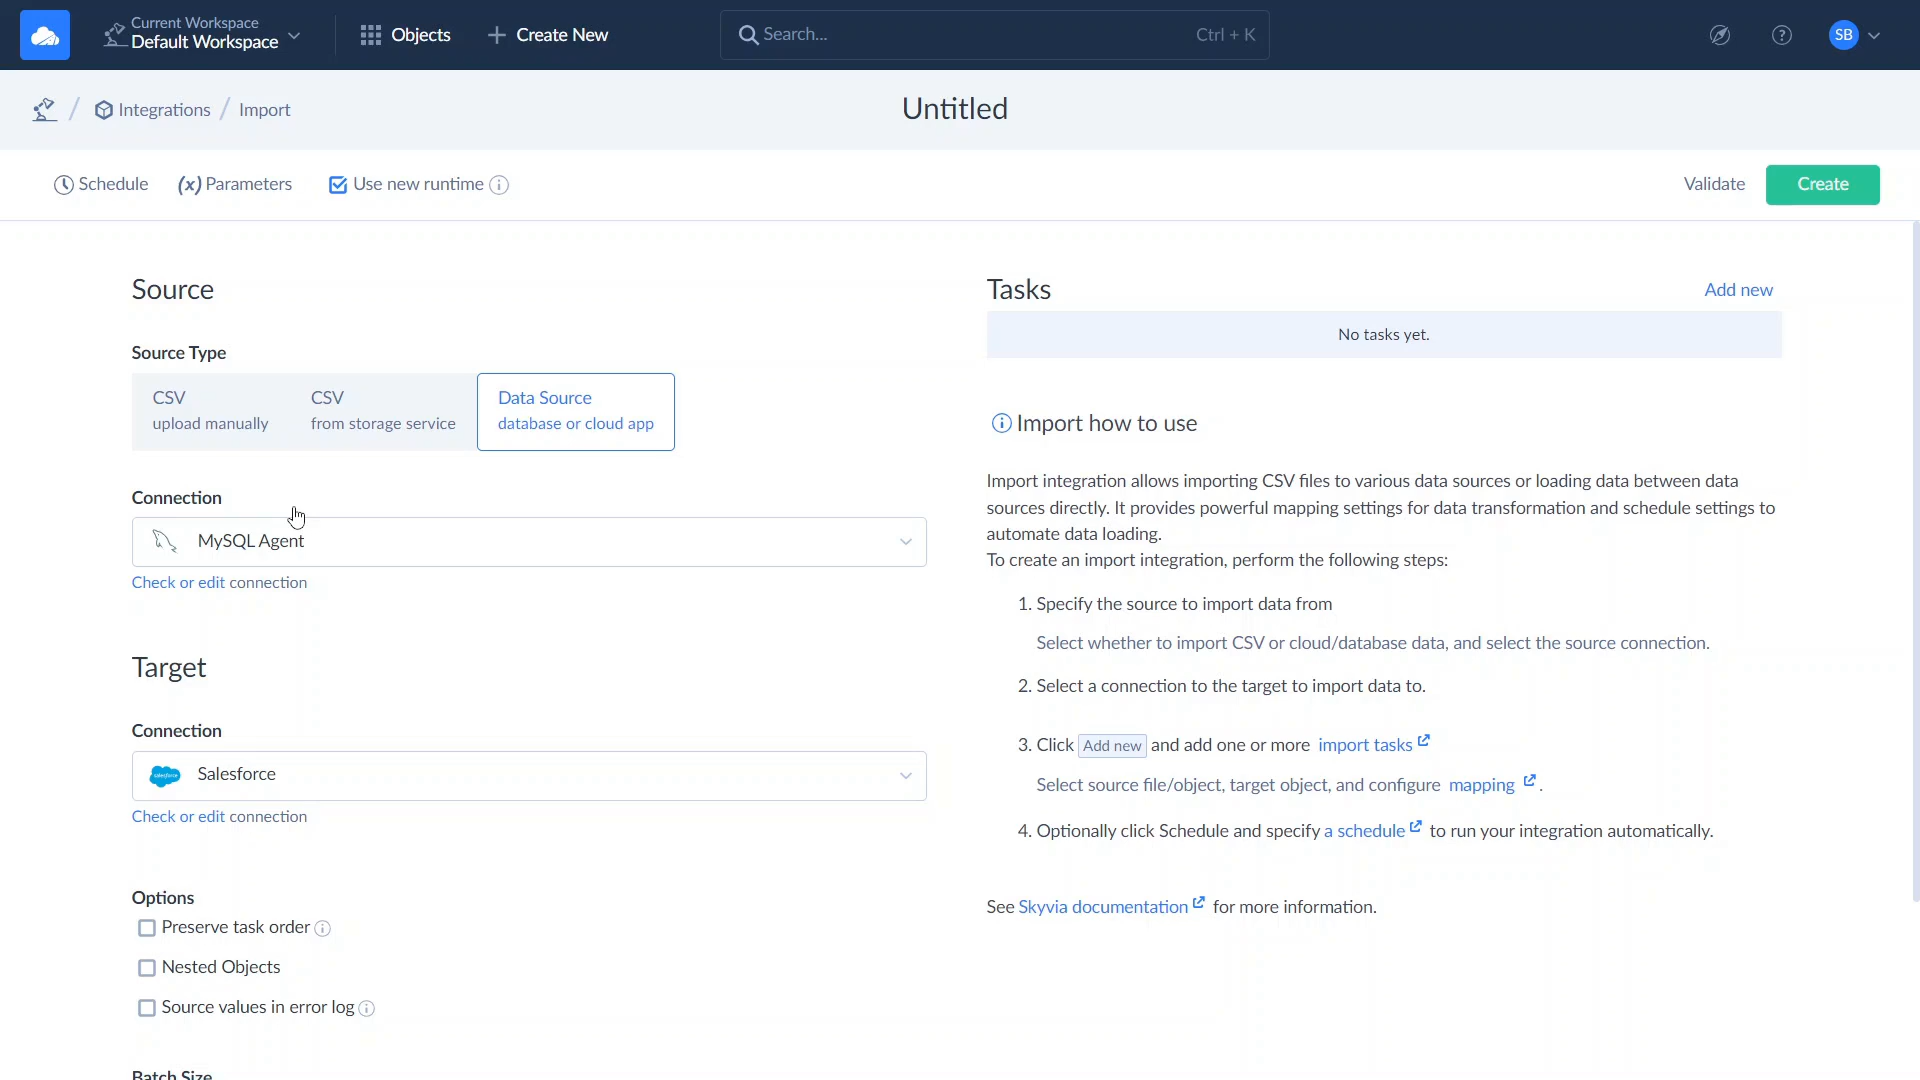 Current Workspace
Default Workspace
Objects
Create New
Search...
Ctrl + K
SB
Integrations / Import
Untitled
Schedule
(x) Parameters
Use new runtime
Validate
Create
Source
Source Type
CSV
upload manually
CSV
from storage service
Data Source
database or cloud app
Connection
MySQL Agent
Check or edit connection
Target
Connection
salesforce
Salesforce
Check or edit connection
Options
Preserve task order
Nested Objects
Source values in error log
Batch Size
Tasks
Add new
No tasks yet.
Import how to use
Import integration allows importing CSV files to various data sources or loading data between data
sources directly. It provides powerful mapping settings for data transformation and schedule settings to
automate data loading.
To create an import integration, perform the following steps:
1. Specify the source to import data from
Select whether to import CSV or cloud/database data, and select the source connection.
2. Select a connection to the target to import data to.
3. Click Add new and add one or more import tasks
Select source file/object, target object, and configure mapping .
4. Optionally click Schedule and specify a schedule to run your integration automatically.
See Skyvia documentation for more information.